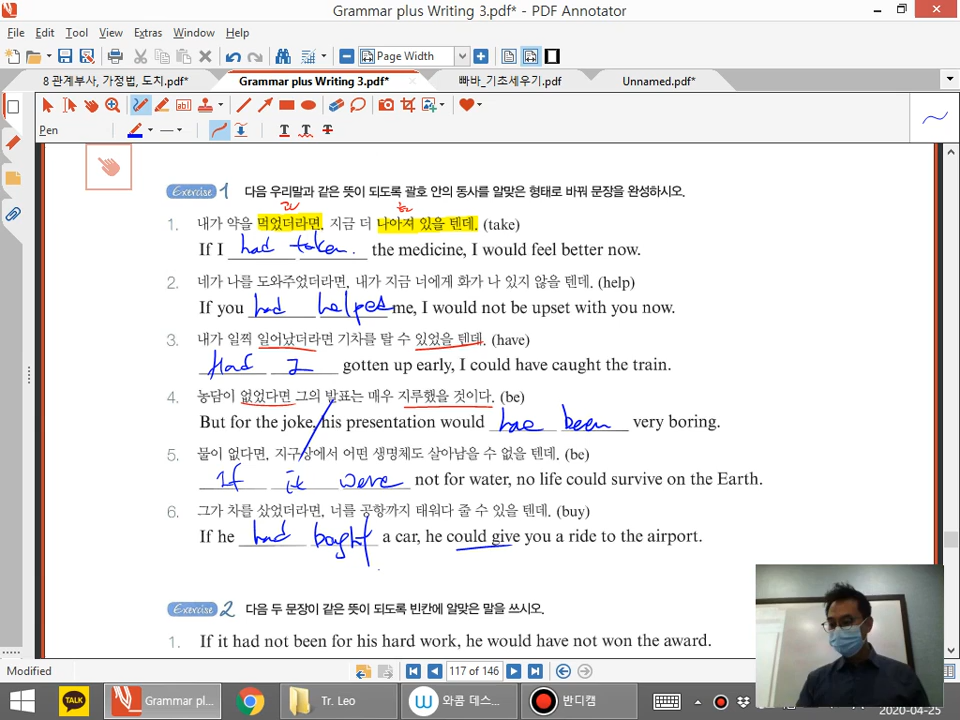 Grammar plus Writing 3.pdf* - PDF Annotator
File Edit Tool View Extras Window Help
Page Width
8 관계부사, 가정법, 도치.pdf* Grammar plus Writing 3.pdf* 빠바_기초세우기.pdf Unnamed.pdf*
Pen
Exercise 1 다음 우리말과 같은 뜻이 되도록 괄호 안의 동사를 알맞은 형태로 바꿔 문장을 완성하시오.
1. 내가 약을 먹었더라면, 지금 더 나아져 있을 텐데. (take)
If I had taken the medicine, I would feel better now.
2. 네가 나를 도와주었더라면, 내가 지금 너에게 화가 나 있지 않을 텐데. (help)
If you had helped me, I would not be upset with you now.
3. 내가 일찍 일어났더라면 기차를 탈 수 있었을 텐데. (have)
Had I gotten up early, I could have caught the train.
4. 농담이 없었다면 그의 발표는 매우 지루했을 것이다. (be)
But for the joke, his presentation would hae been very boring.
5. 물이 없다면, 지구상에서 어떤 생명체도 살아남을 수 없을 텐데. (be)
If it were not for water, no life could survive on the Earth.
6. 그가 차를 샀었더라면, 너를 공항까지 태워다 줄 수 있을 텐데. (buy)
If he had bought a car, he could give you a ride to the airport.
Exercise 2 다음 두 문장이 같은 뜻이 되도록 빈칸에 알맞은 말을 쓰시오.
1. If it had not been for his hard work, he would have not won the award.
Modified 117 of 146
TALK Grammar pl... Tr. Leo 와콤 데스... 반디캠
2020-04-25